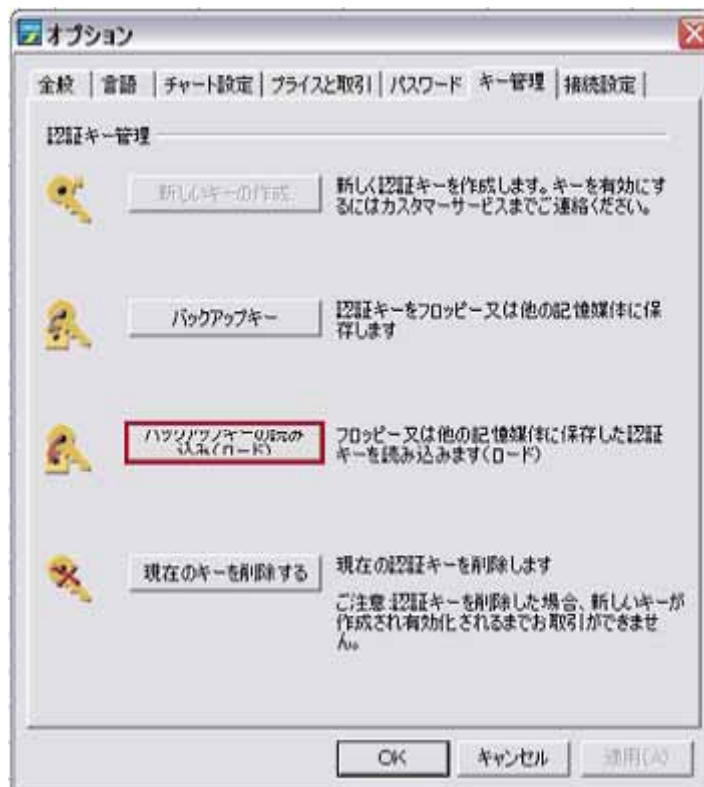 オプション
全般 言語 チャート設定 プライスと取引 パスワード キー管理 接続設定
認証キー管理
新しいキーの作成
新しく認証キーを作成します。キーを有効にす
るにはカスタマーサービスまでご連絡ください。
バックアップキー
認証キーをフロッピー又は他の記憶媒体に保
存します
バックアップキーの読み
込み(ロード)
フロッピー又は他の記憶媒体に保存した認証
キーを読み込みます(ロード)
現在のキーを削除する
現在の認証キーを削除します
ご注意:認証キーを削除した場合、新しいキーが
作成され有効化されるまでお取引ができませ
ん。
OK キャンセル 適用(A)